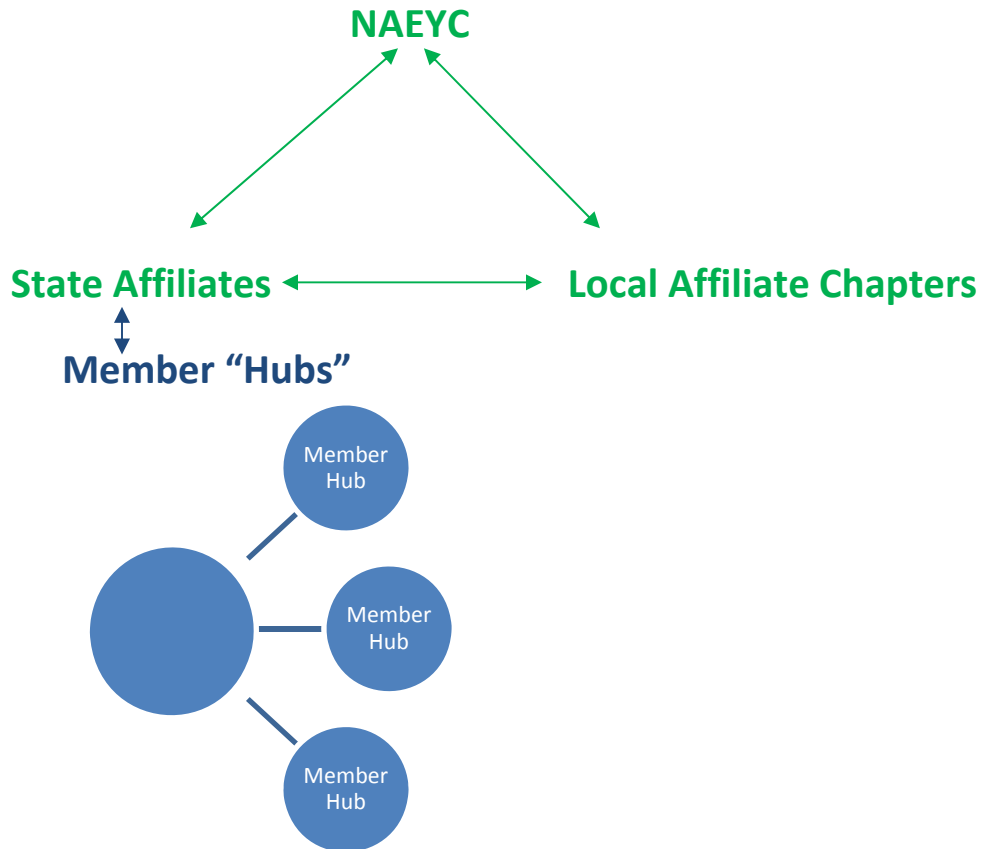 NAEYC
State Affiliates
Local Affiliate Chapters
Member “Hubs”
Member
Hub
Member
Hub
Member
Hub